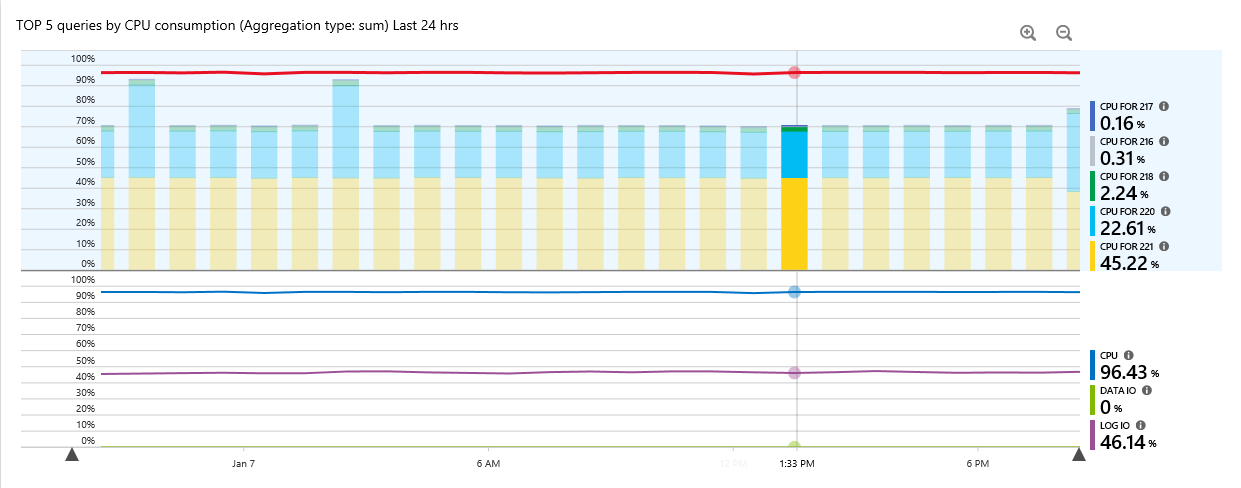 TOP 5 queries by CPU consumption (Aggregation type: sum) Last 24 hrs
100%
90%
80%
70%
60%
50%
40%
30%
20%
10%
0%
CPU FOR 217
0.16 %
CPU FOR 216
0.31 %
CPU FOR 218
2.24 %
CPU FOR 220
22.61 %
CPU FOR 221
45.22 %
100%
90%
80%
70%
60%
50%
40%
30%
20%
10%
0%
CPU
96.43 %
DATA IO
0 %
LOG IO
46.14 %
Jan 7
6 AM
12 PM
1:33 PM
6 PM